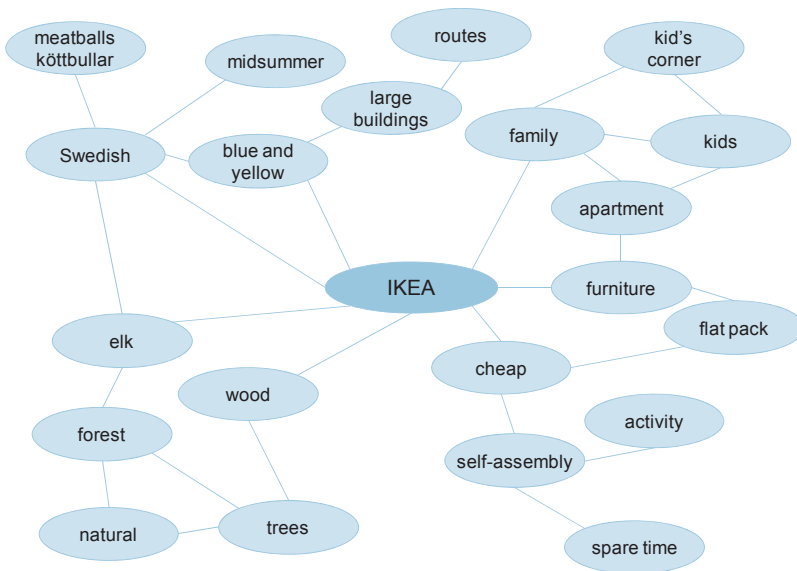 meatballs
köttbullar
midsummer
routes
kid's
corner
large
buildings
Swedish
blue and
yellow
family
kids
apartment
IKEA
furniture
flat pack
elk
cheap
wood
activity
forest
self-assembly
natural
trees
spare time